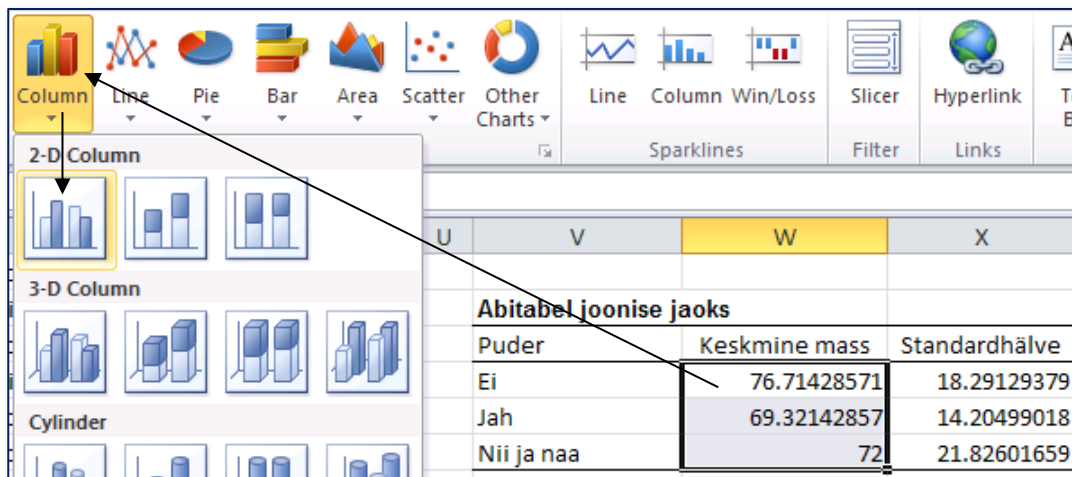 Column Line Pie Bar Area Scatter Other Charts Line Column Win/Loss Slicer Hyperlink
Sparklines Filter Links
2-D Column
3-D Column
Cylinder
U V W X
Abitabel joonise jaoks
Puder Keskmine mass Standardhälve
Ei 76.71428571 18.29129379
Jah 69.32142857 14.20499018
Nii ja naa 72 21.82601659